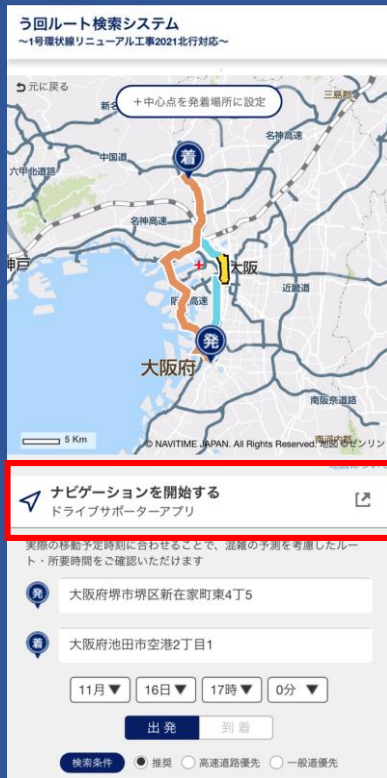 う回ルート検索システム
～1号環状線リニューアル工事2021北行対応～
元に戻る
+中心点を発着場所に設定
三島郡
名神高速
中国道
六甲北道路
着
名神高速
神戸
大阪
近畿道
高速
発
大阪府
南阪奈道路
5 Km
© NAVITIME JAPAN. All Rights Reserved. 地図 ©ゼンリン
ナビゲーションを開始する
ドライブサポーターアプリ
実際の移動予定時刻に合わせることで、混雑の予測を考慮したルー
ト・所要時間をご確認いただけます
発 大阪府堺市堺区新在家町東4丁5
着 大阪府池田市空港2丁目1
11月▼ 16日▼ 17時▼ 0分 ▼
出発 到着
検索条件 推奨 高速道路優先 一般道優先